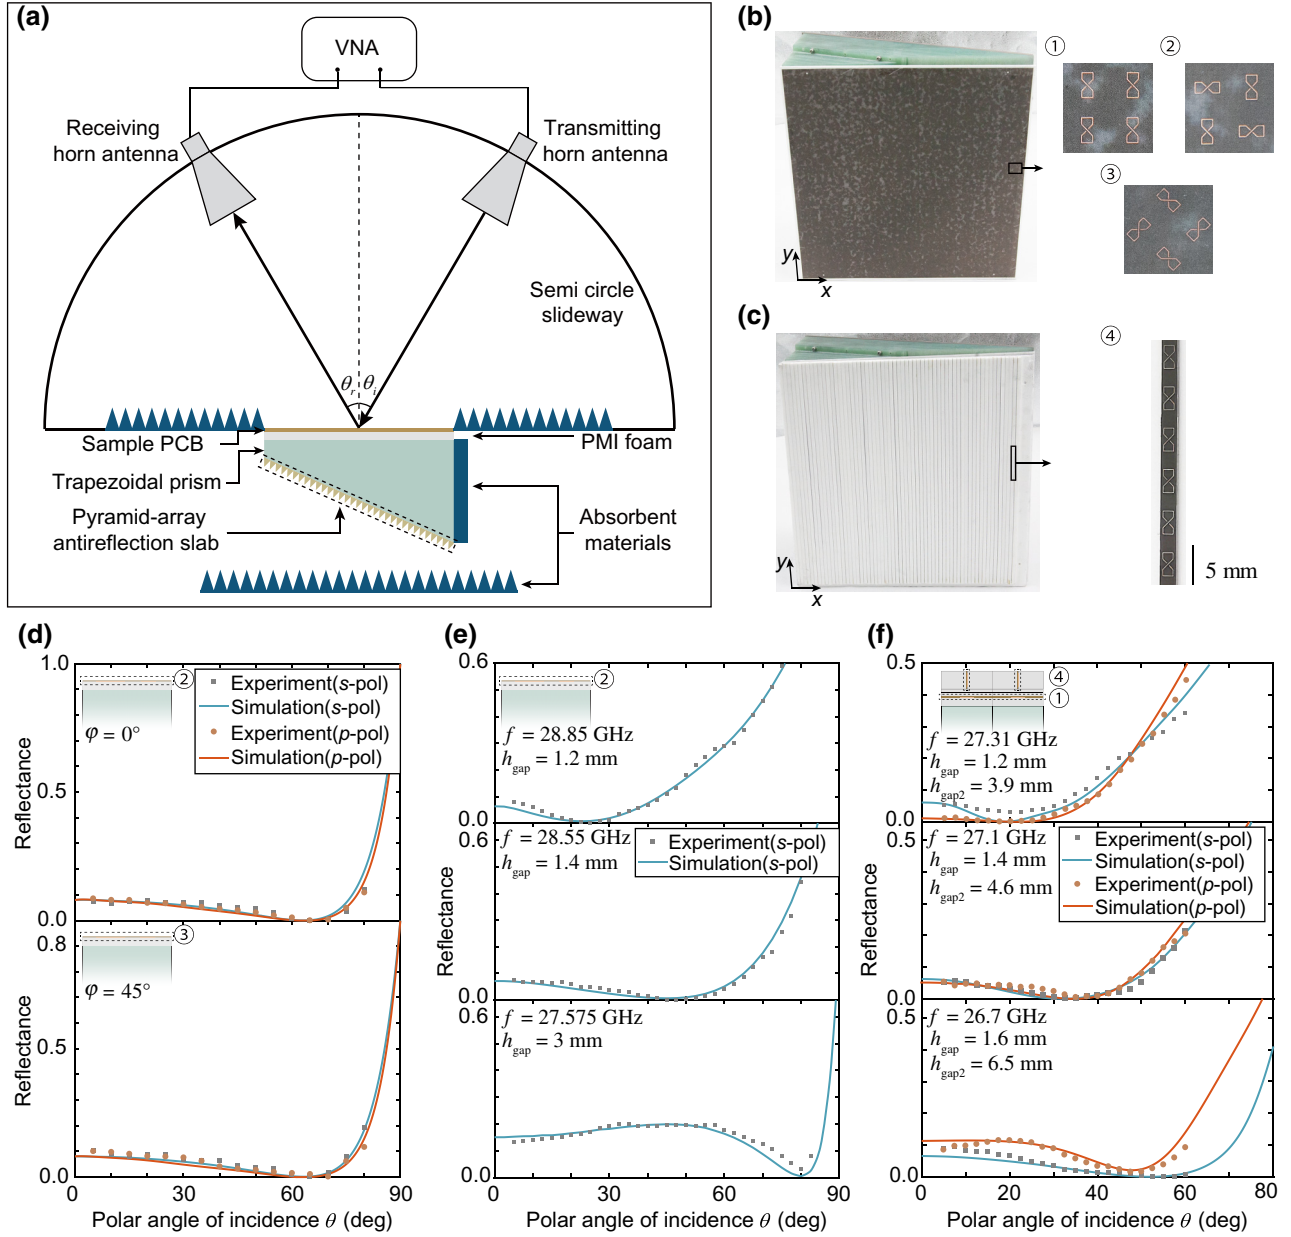 (a)
VNA
Receiving
horn antenna
Transmitting
horn antenna
Semi circle
slideway
θr θi
Sample PCB
PMI foam
Trapezoidal prism
Pyramid-array
antireflection slab
Absorbent
materials
(b)
① ②
③
y
x
(c)
④
y
x
5 mm
(d)
1.0
②
Experiment(s-pol)
Simulation(s-pol)
Experiment(p-pol)
Simulation(p-pol)
φ = 0°
0.5
Reflectance
0.0
0.8
③
φ = 45°
0.5
Reflectance
0.0
0 30 60 90
Polar angle of incidence θ (deg)
(e)
0.6
②
f = 28.85 GHz
hgap = 1.2 mm
0.0
0.6
f = 28.55 GHz
hgap = 1.4 mm
Experiment(s-pol)
Simulation(s-pol)
Reflectance
0.0
0.6
f = 27.575 GHz
hgap = 3 mm
0.0
0 30 60 90
Polar angle of incidence θ (deg)
(f)
0.5
④
①
f = 27.31 GHz
hgap = 1.2 mm
hgap2 = 3.9 mm
0.0
0.5
f = 27.1 GHz
hgap = 1.4 mm
hgap2 = 4.6 mm
Experiment(s-pol)
Simulation(s-pol)
Experiment(p-pol)
Simulation(p-pol)
Reflectance
0.0
0.5
f = 26.7 GHz
hgap = 1.6 mm
hgap2 = 6.5 mm
0.0
0 20 40 60 80
Polar angle of incidence θ (deg)